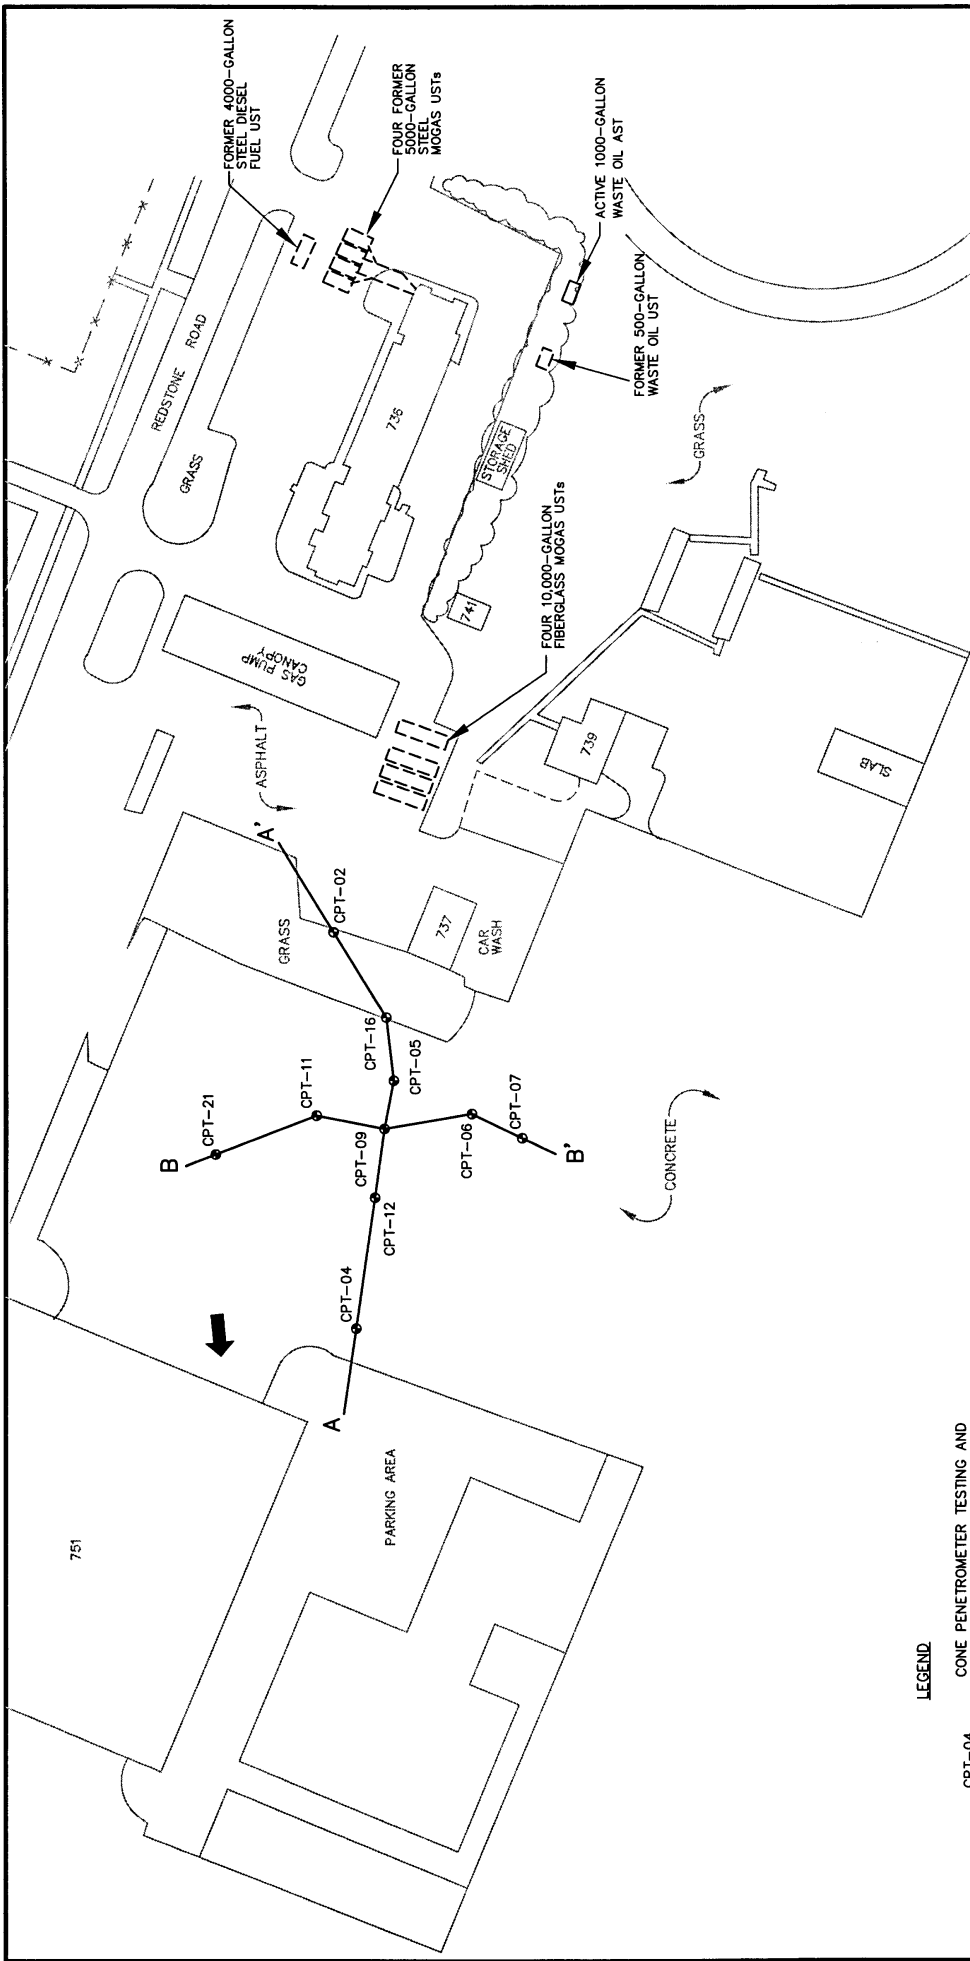 FORMER 4000-GALLON
STEEL DIESEL
FUEL UST
FOUR FORMER
5000-GALLON
STEEL
MOGAS USTs
ACTIVE 1000-GALLON
WASTE OIL AST
FORMER 500-GALLON
WASTE OIL UST
REDSTONE ROAD
GRASS
736
STORAGE
SHED
GRASS
741
FOUR 10,000-GALLON
FIBERGLASS MOGAS USTs
GAS PUMP
CANOPY
ASPHALT
739
SLAB
A'
CPT-02
GRASS
737
CAR
WASH
CPT-16
CPT-05
CPT-11
CPT-21
B
CPT-09
CPT-06
CPT-07
B'
CPT-12
CPT-04
A
CONCRETE
751
PARKING AREA
LEGEND
CPT-04
CONE PENETROMETER TESTING AND